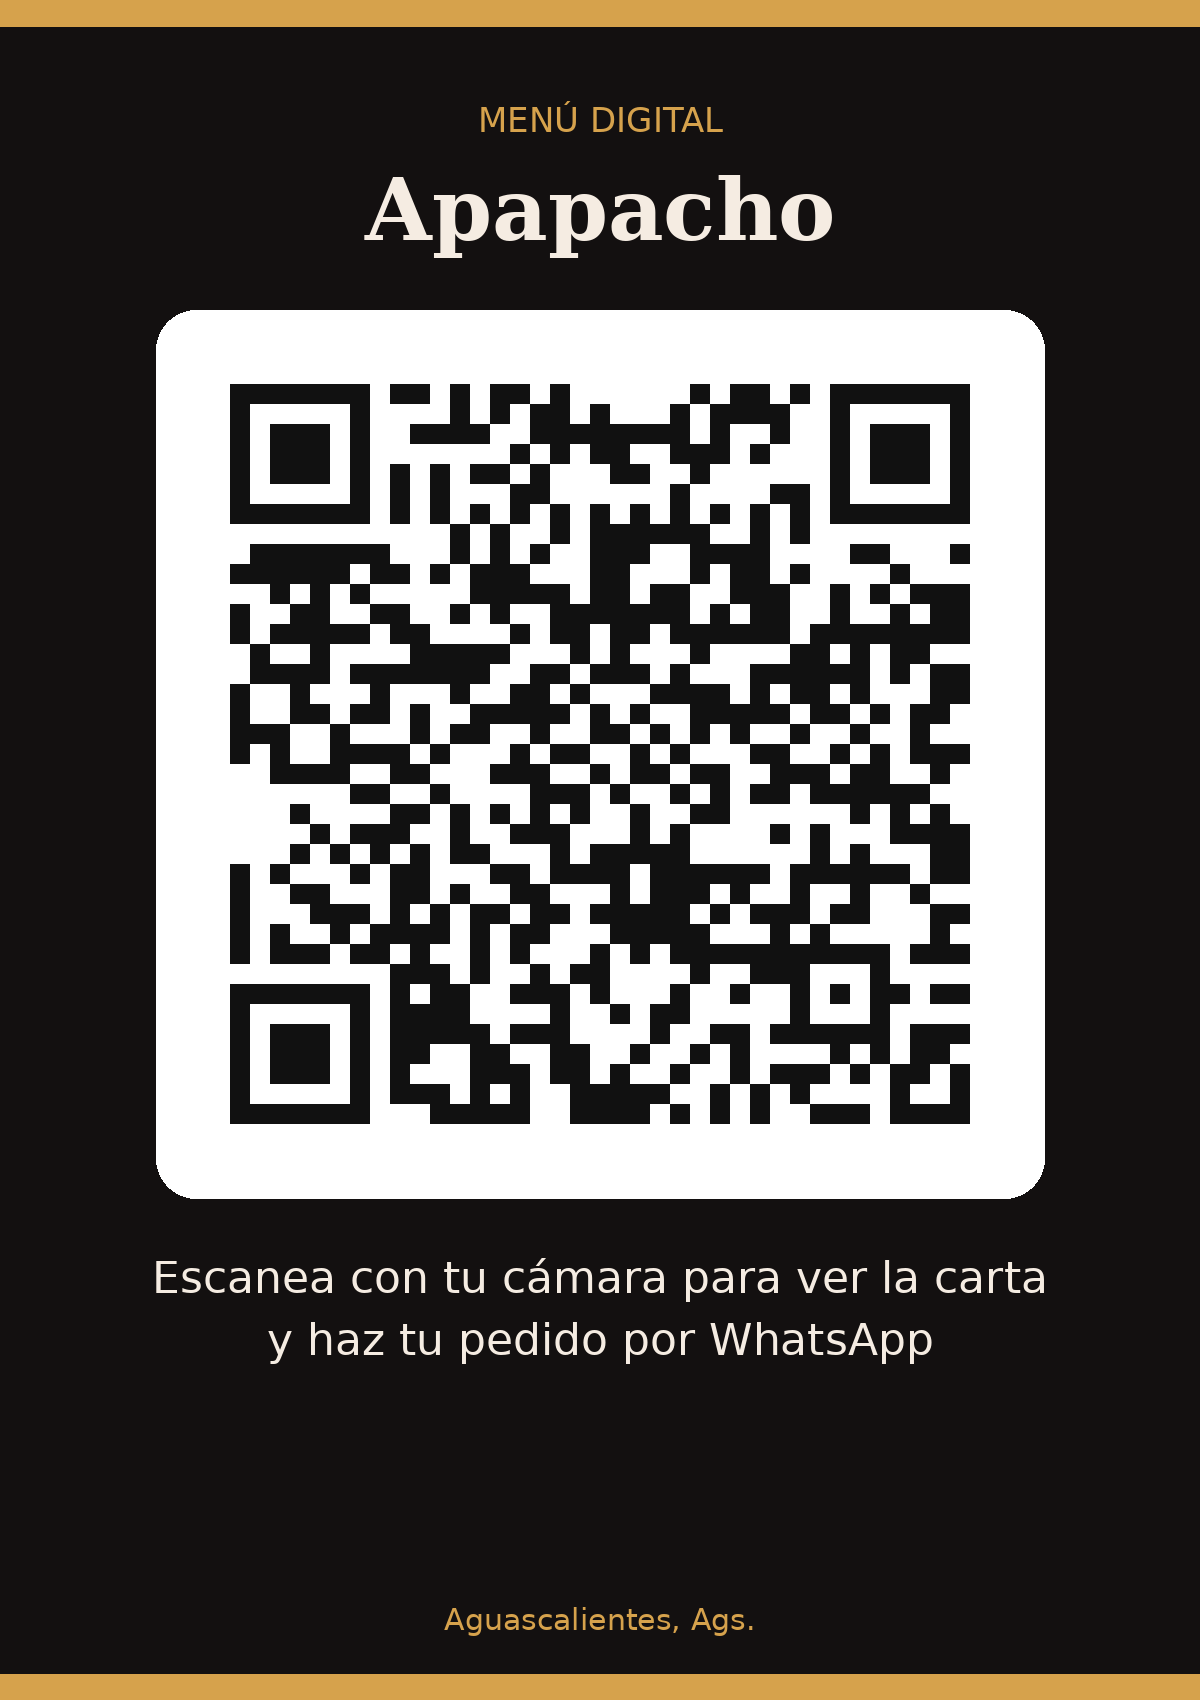 MENÚ DIGITAL
Apapacho
Escanea con tu cámara para ver la carta
y haz tu pedido por WhatsApp
Aguascalientes, Ags.